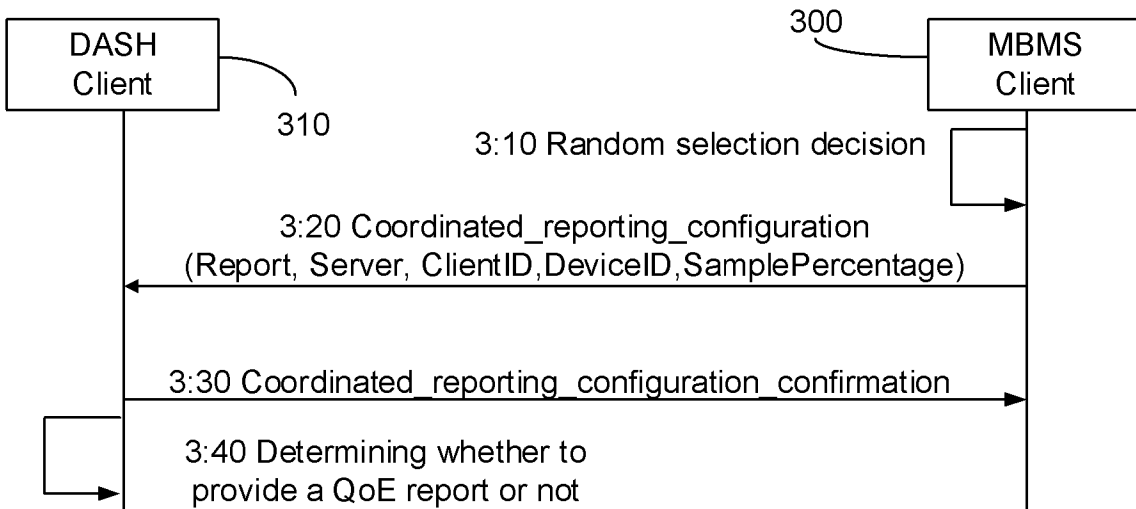 DASH
Client
310
300
MBMS
Client
3:10 Random selection decision
3:20 Coordinated_reporting_configuration
(Report, Server, ClientID,DeviceID,SamplePercentage)
3:30 Coordinated_reporting_configuration_confirmation
3:40 Determining whether to
provide a QoE report or not